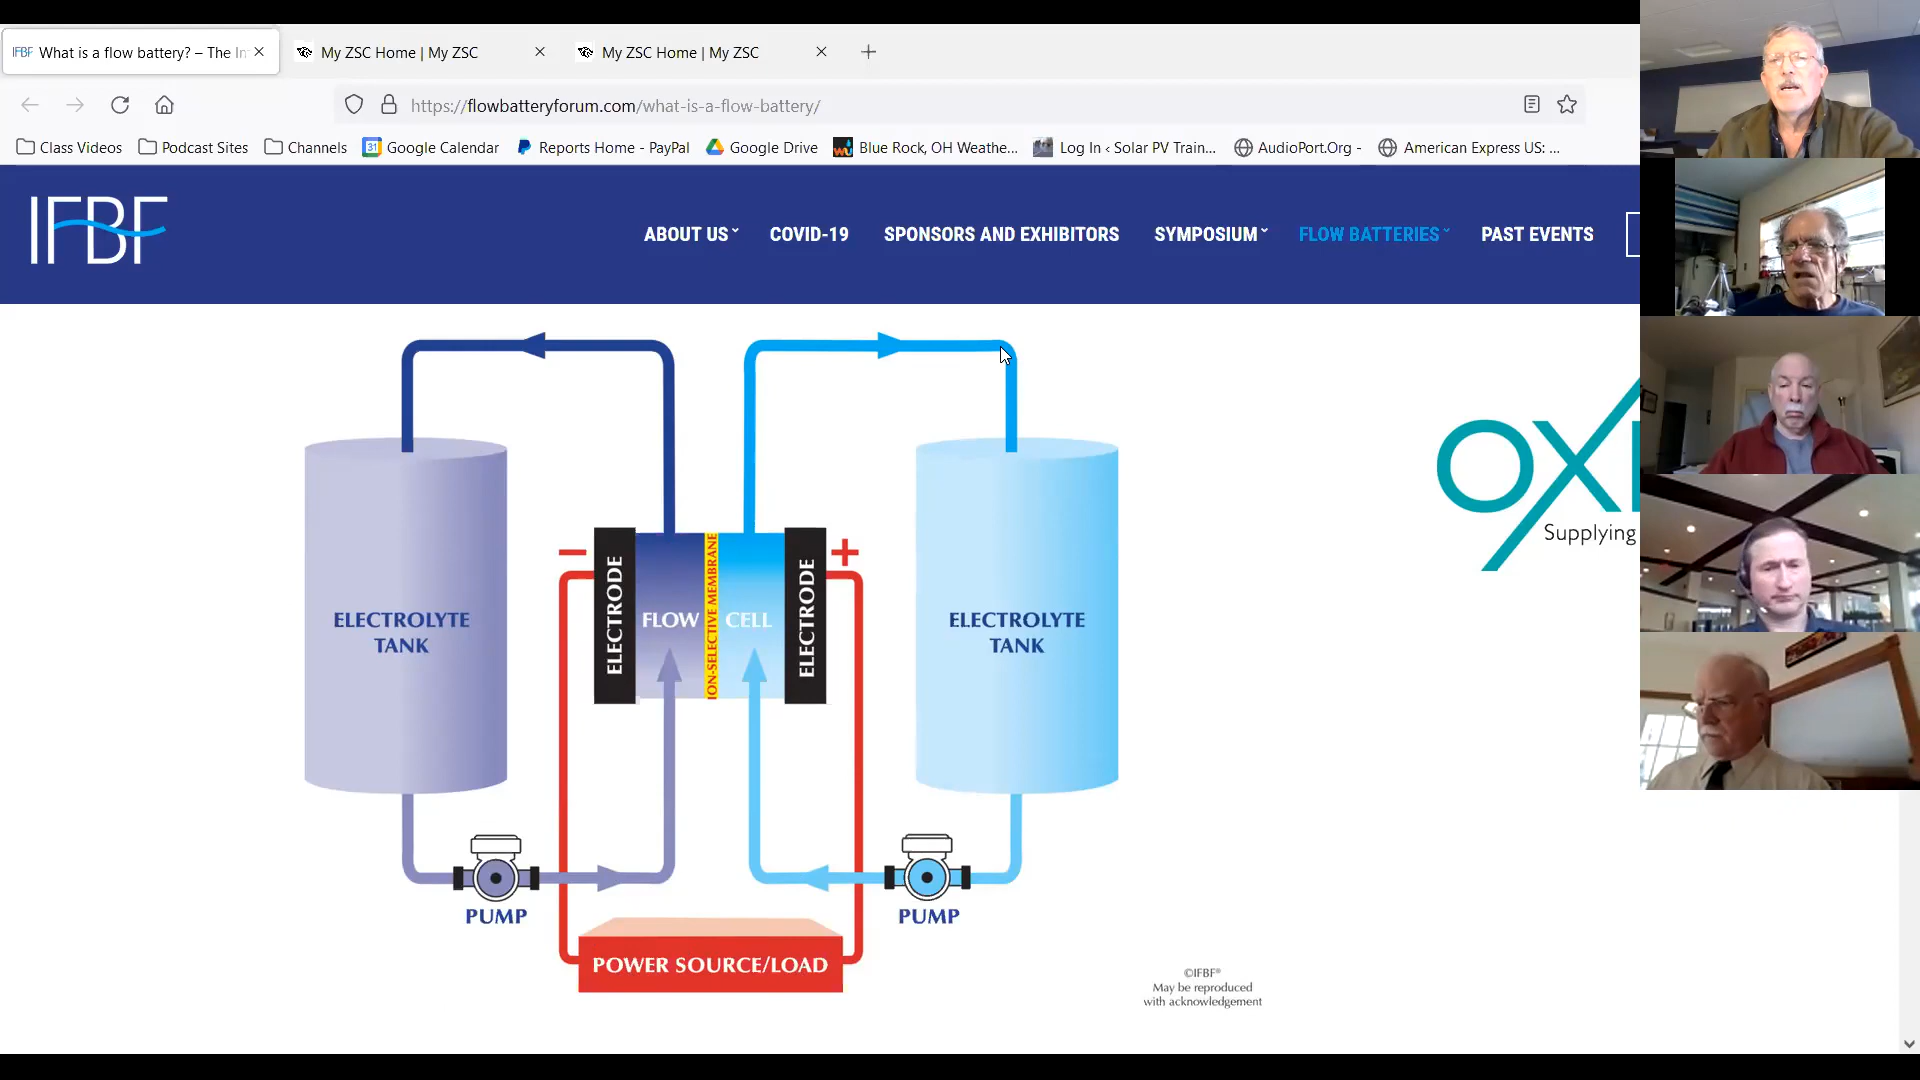 IFBF What is a flow battery? – The In
My ZSC Home | My ZSC
My ZSC Home | My ZSC
https://flowbatteryforum.com/what-is-a-flow-battery/
Class Videos
Podcast Sites
Channels
31 Google Calendar
Reports Home - PayPal
Google Drive
wu Blue Rock, OH Weathe...
Log In ‹ Solar PV Train...
AudioPort.Org -
American Express US: ...
IFBF
ABOUT US
COVID-19
SPONSORS AND EXHIBITORS
SYMPOSIUM
FLOW BATTERIES
PAST EVENTS
OXK
Supplying
ELECTROLYTE
TANK
−
ELECTRODE
FLOW
ION-SELECTIVE MEMBRANE
CELL
ELECTRODE
+
ELECTROLYTE
TANK
PUMP
PUMP
POWER SOURCE/LOAD
©IFBF®
May be reproduced
with acknowledgement